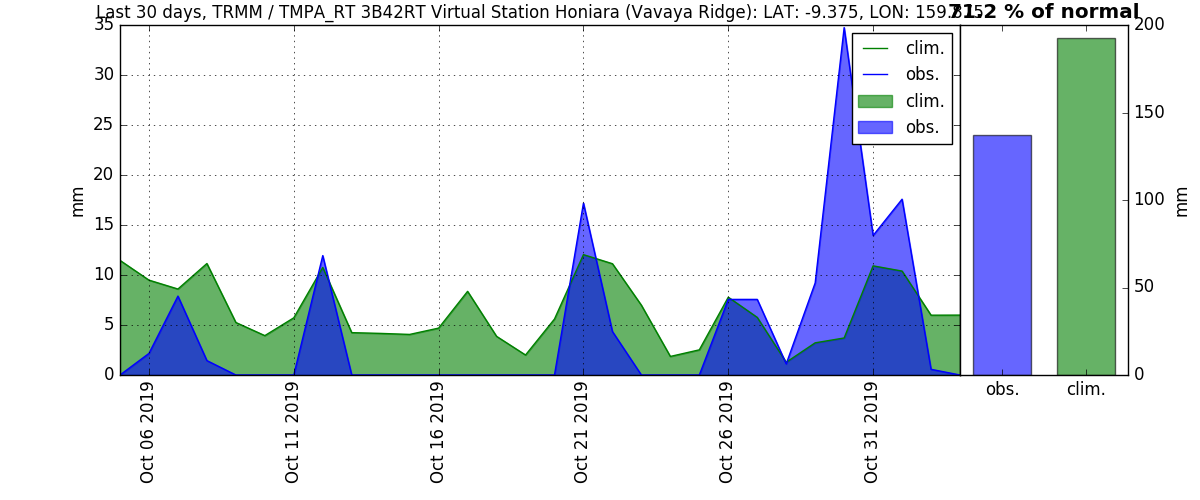 Last 30 days, TRMM / TMPA_RT 3B42RT Virtual Station Honiara (Vavaya Ridge): LAT: -9.375, LON:
71.2 % of normal
35
30
25
20
15
10
5
0
mm
clim.
obs.
clim.
obs.
200
150
100
50
0
mm
obs.
clim.
Oct 06 2019
Oct 11 2019
Oct 16 2019
Oct 21 2019
Oct 26 2019
Oct 31 2019